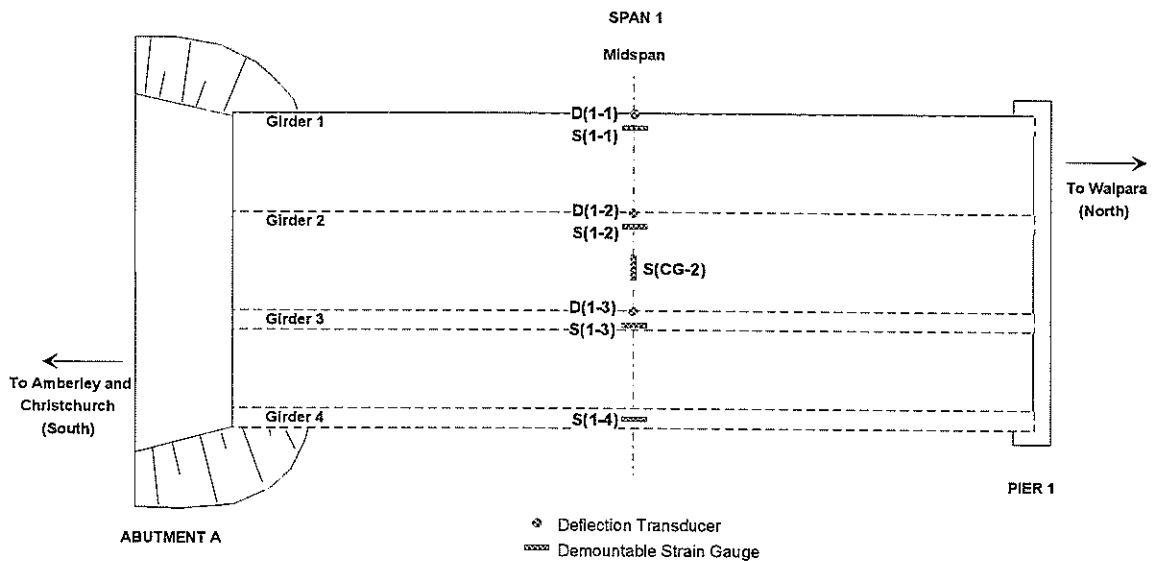 SPAN 1
Midspan
Girder 1
D(1-1)
S(1-1)
To Walpara
(North)
Girder 2
D(1-2)
S(1-2)
S(CG-2)
Girder 3
D(1-3)
S(1-3)
To Amberley and
Christchurch
(South)
Girder 4
S(1-4)
PIER 1
ABUTMENT A
Deflection Transducer
Demountable Strain Gauge